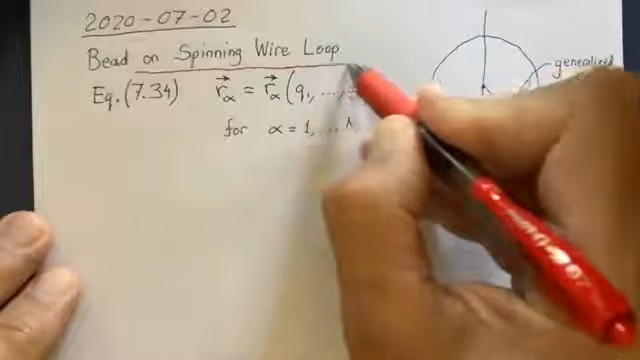 2020-07-02
Bead on Spinning Wire Loop
generalized
Eq. (7.34) r⃗α = r⃗α (q₁, ...,
for α = 1, ...